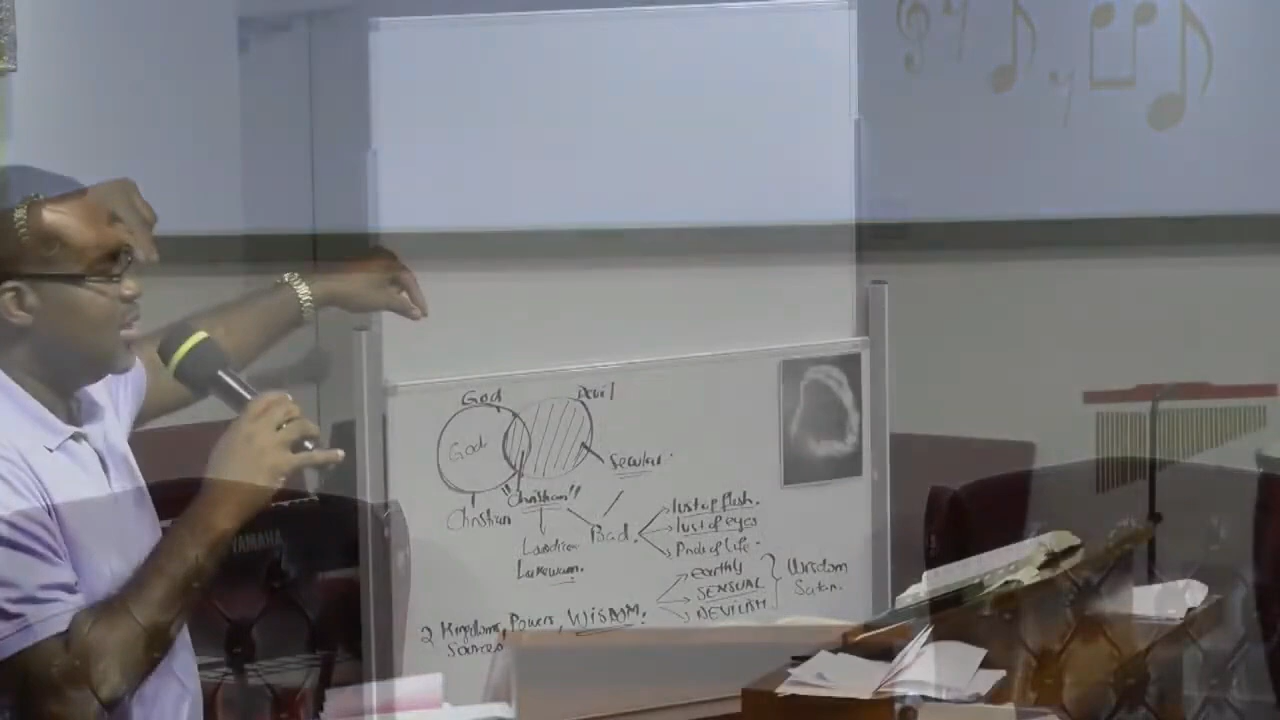 God Devil
God
Secular.
"Christian"
Christian
Bad.
Lust of flesh.
Lust of eyes
Pride of life.
Lukewarm.
earthly
SENSUAL
DEVILISH
Wisdom
Satan.
2 Kingdoms, Powers, WISDOM.
Sources
YAMAHA